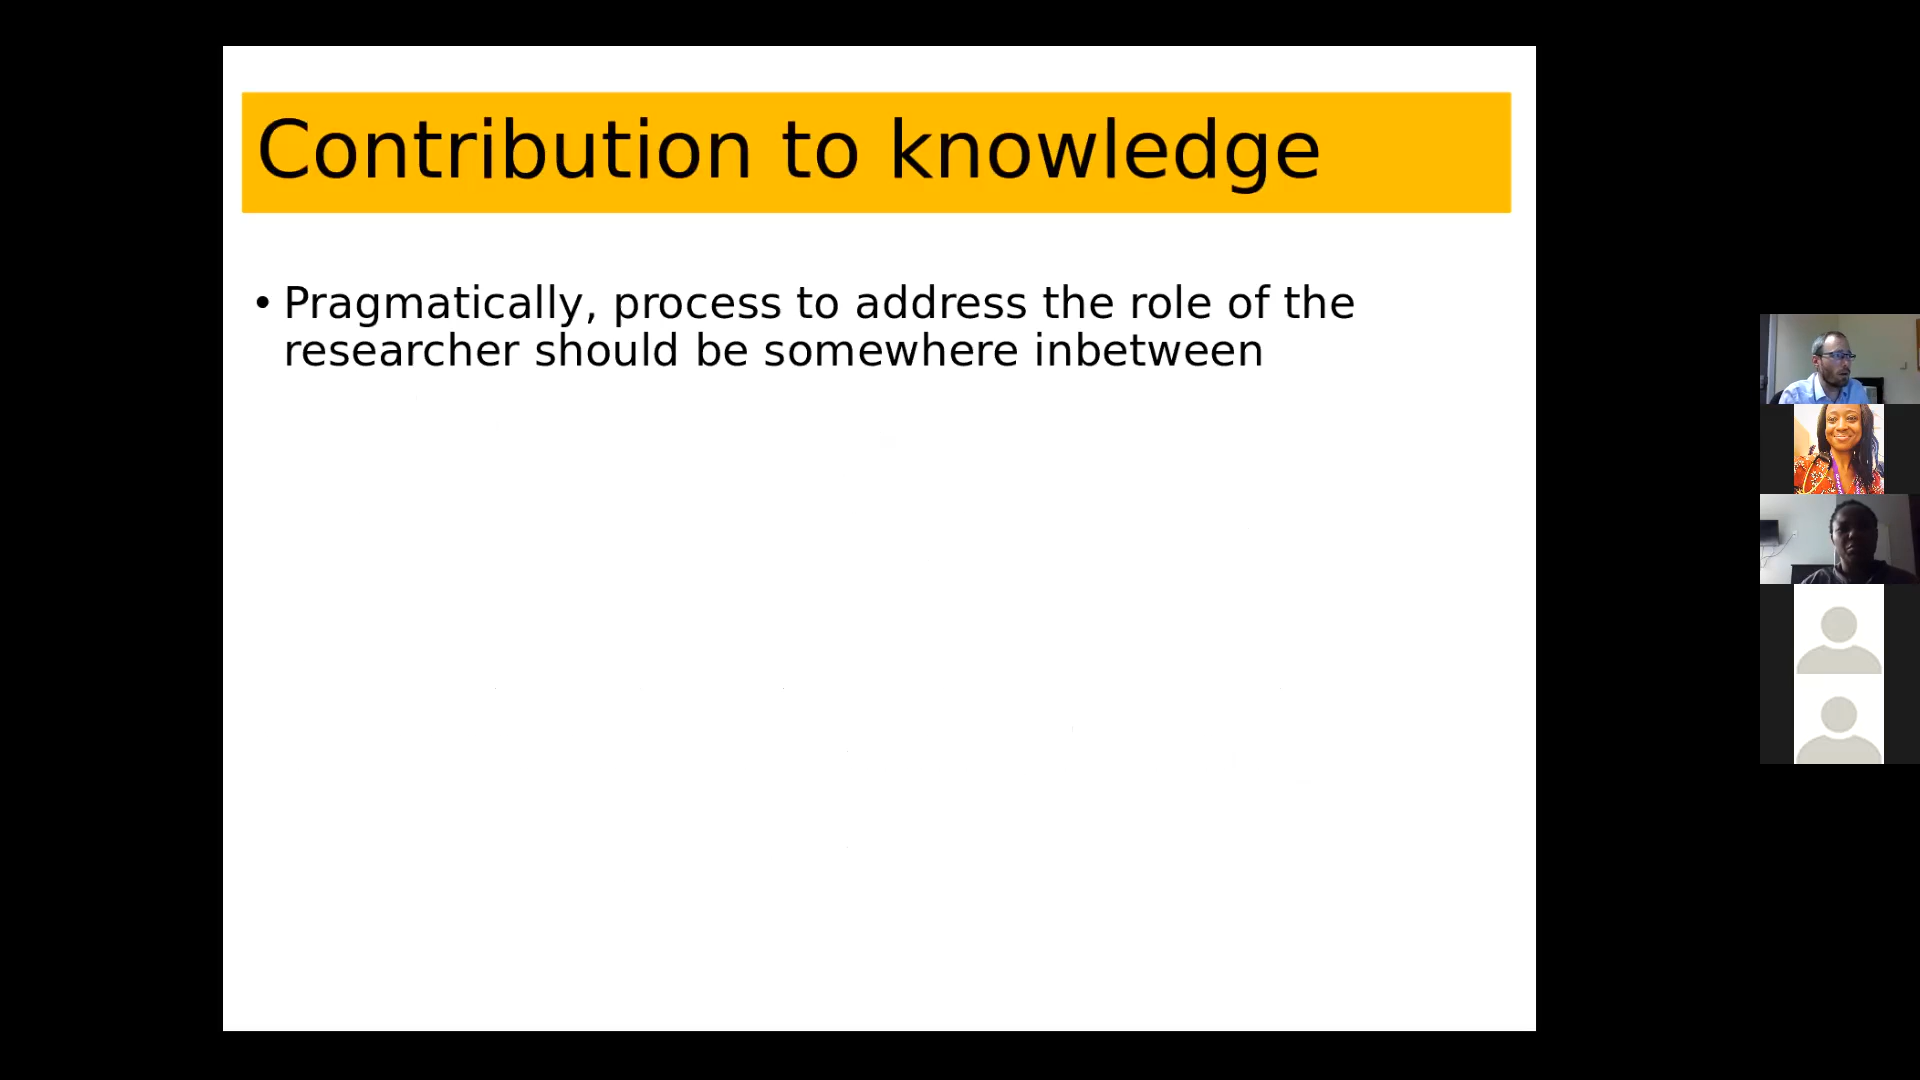 Contribution to knowledge
• Pragmatically, process to address the role of the
researcher should be somewhere inbetween